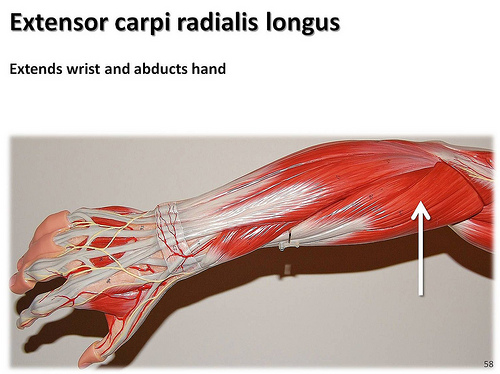 Extensor carpi radialis longus
Extends wrist and abducts hand
58